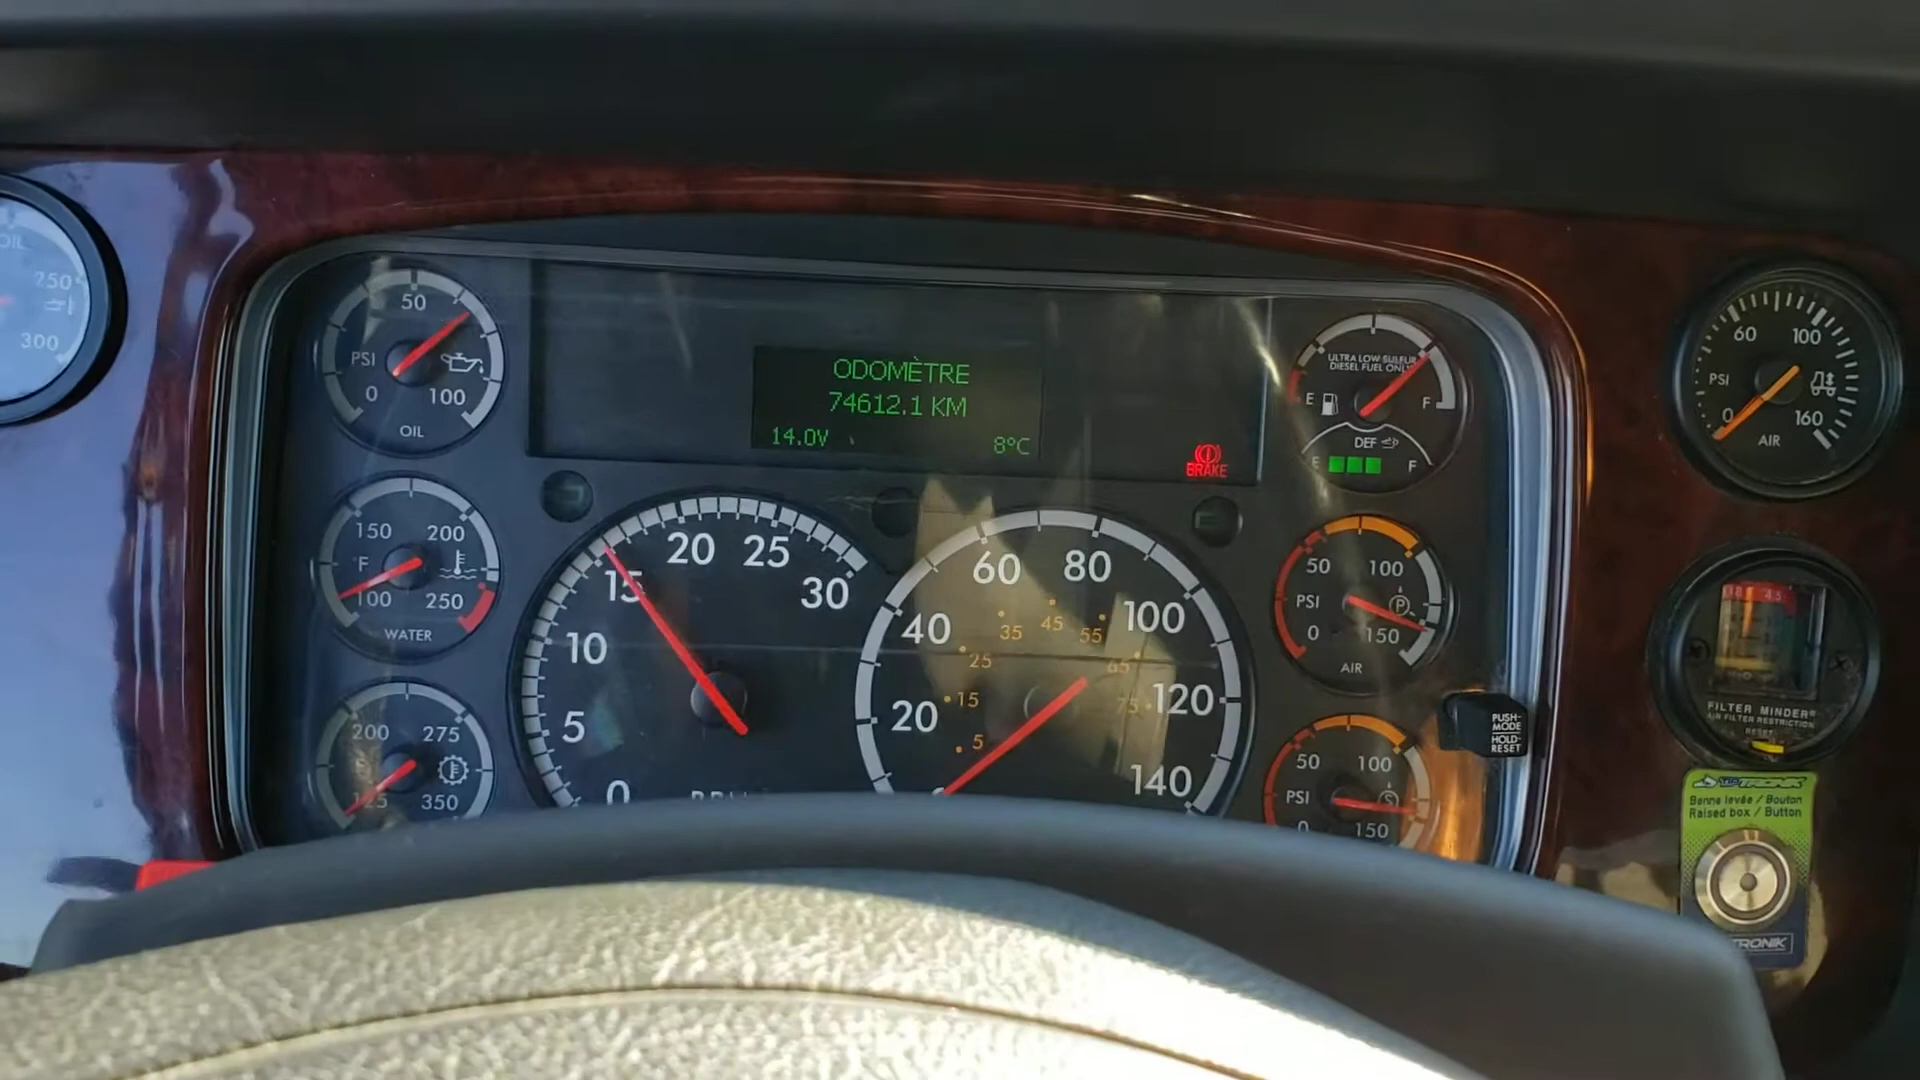 OIL
250
300
50
PSI
0
100
OIL
ODOMÈTRE
74612.1 KM
14.0V
8°C
BRAKE
ULTRA LOW SULFUR
DIESEL FUEL ONLY
E
F
DEF
E
F
60
100
PSI
0
160
AIR
150
200
°F
100
250
WATER
0
5
10
15
20
25
30
20
40
60
80
100
120
140
5
15
25
35
45
55
65
75
50
100
PSI
P
0
150
AIR
200
275
125
350
50
100
PSI
S
0
150
PUSH-
MODE
HOLD-
RESET
FILTER MINDER®
AIR FILTER RESTRICTION
RESET
Benne levée / Bouton
Raised box / Button